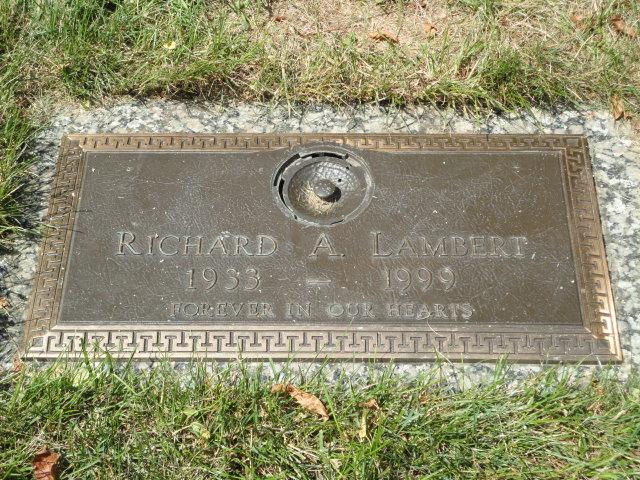 RICHARD A. LAMBERT
1933 — 1999
FOREVER IN OUR HEARTS